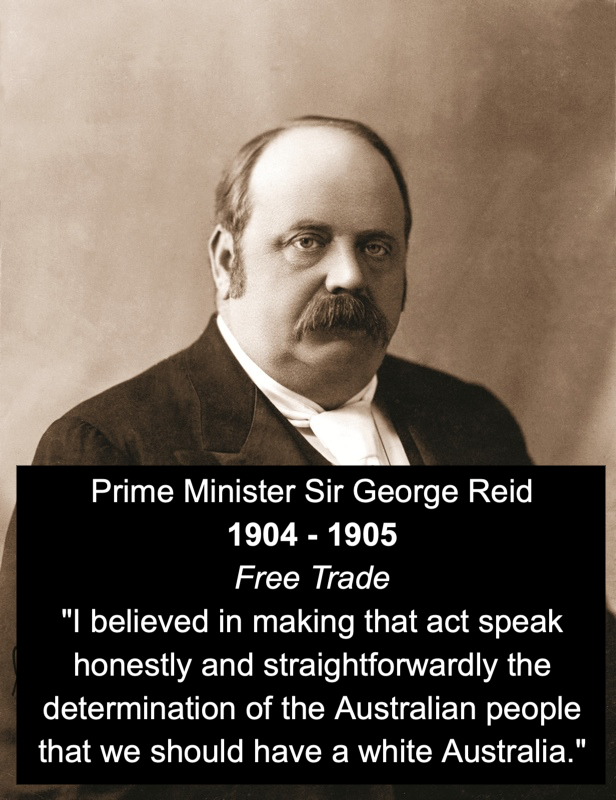 Prime Minister Sir George Reid
1904 - 1905
Free Trade
"I believed in making that act speak
honestly and straightforwardly the
determination of the Australian people
that we should have a white Australia."